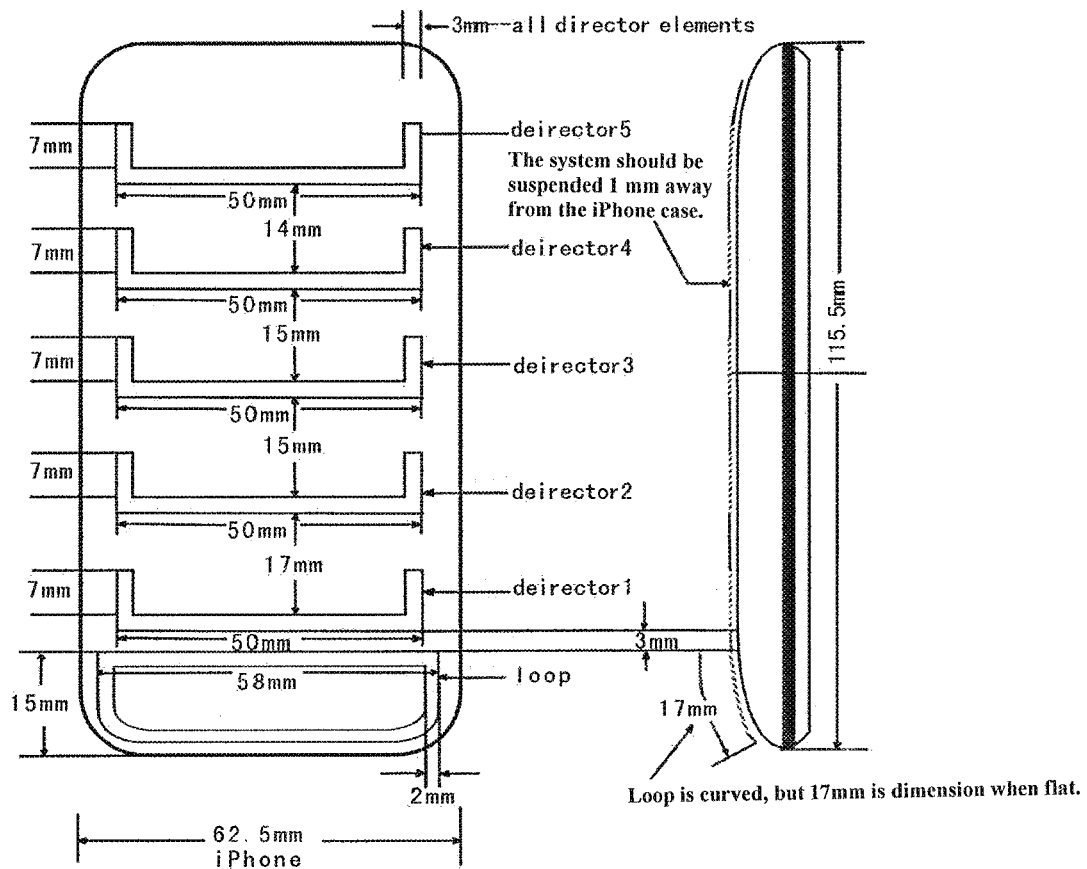 3mm--all director elements
7mm
deirector5
The system should be
suspended 1 mm away
from the iPhone case.
50mm
14mm
7mm
deirector4
50mm
15mm
115.5mm
7mm
deirector3
50mm
15mm
7mm
deirector2
50mm
17mm
7mm
deirector1
50mm
3mm
58mm
loop
15mm
17mm
2mm
Loop is curved, but 17mm is dimension when flat.
62.5mm
iPhone